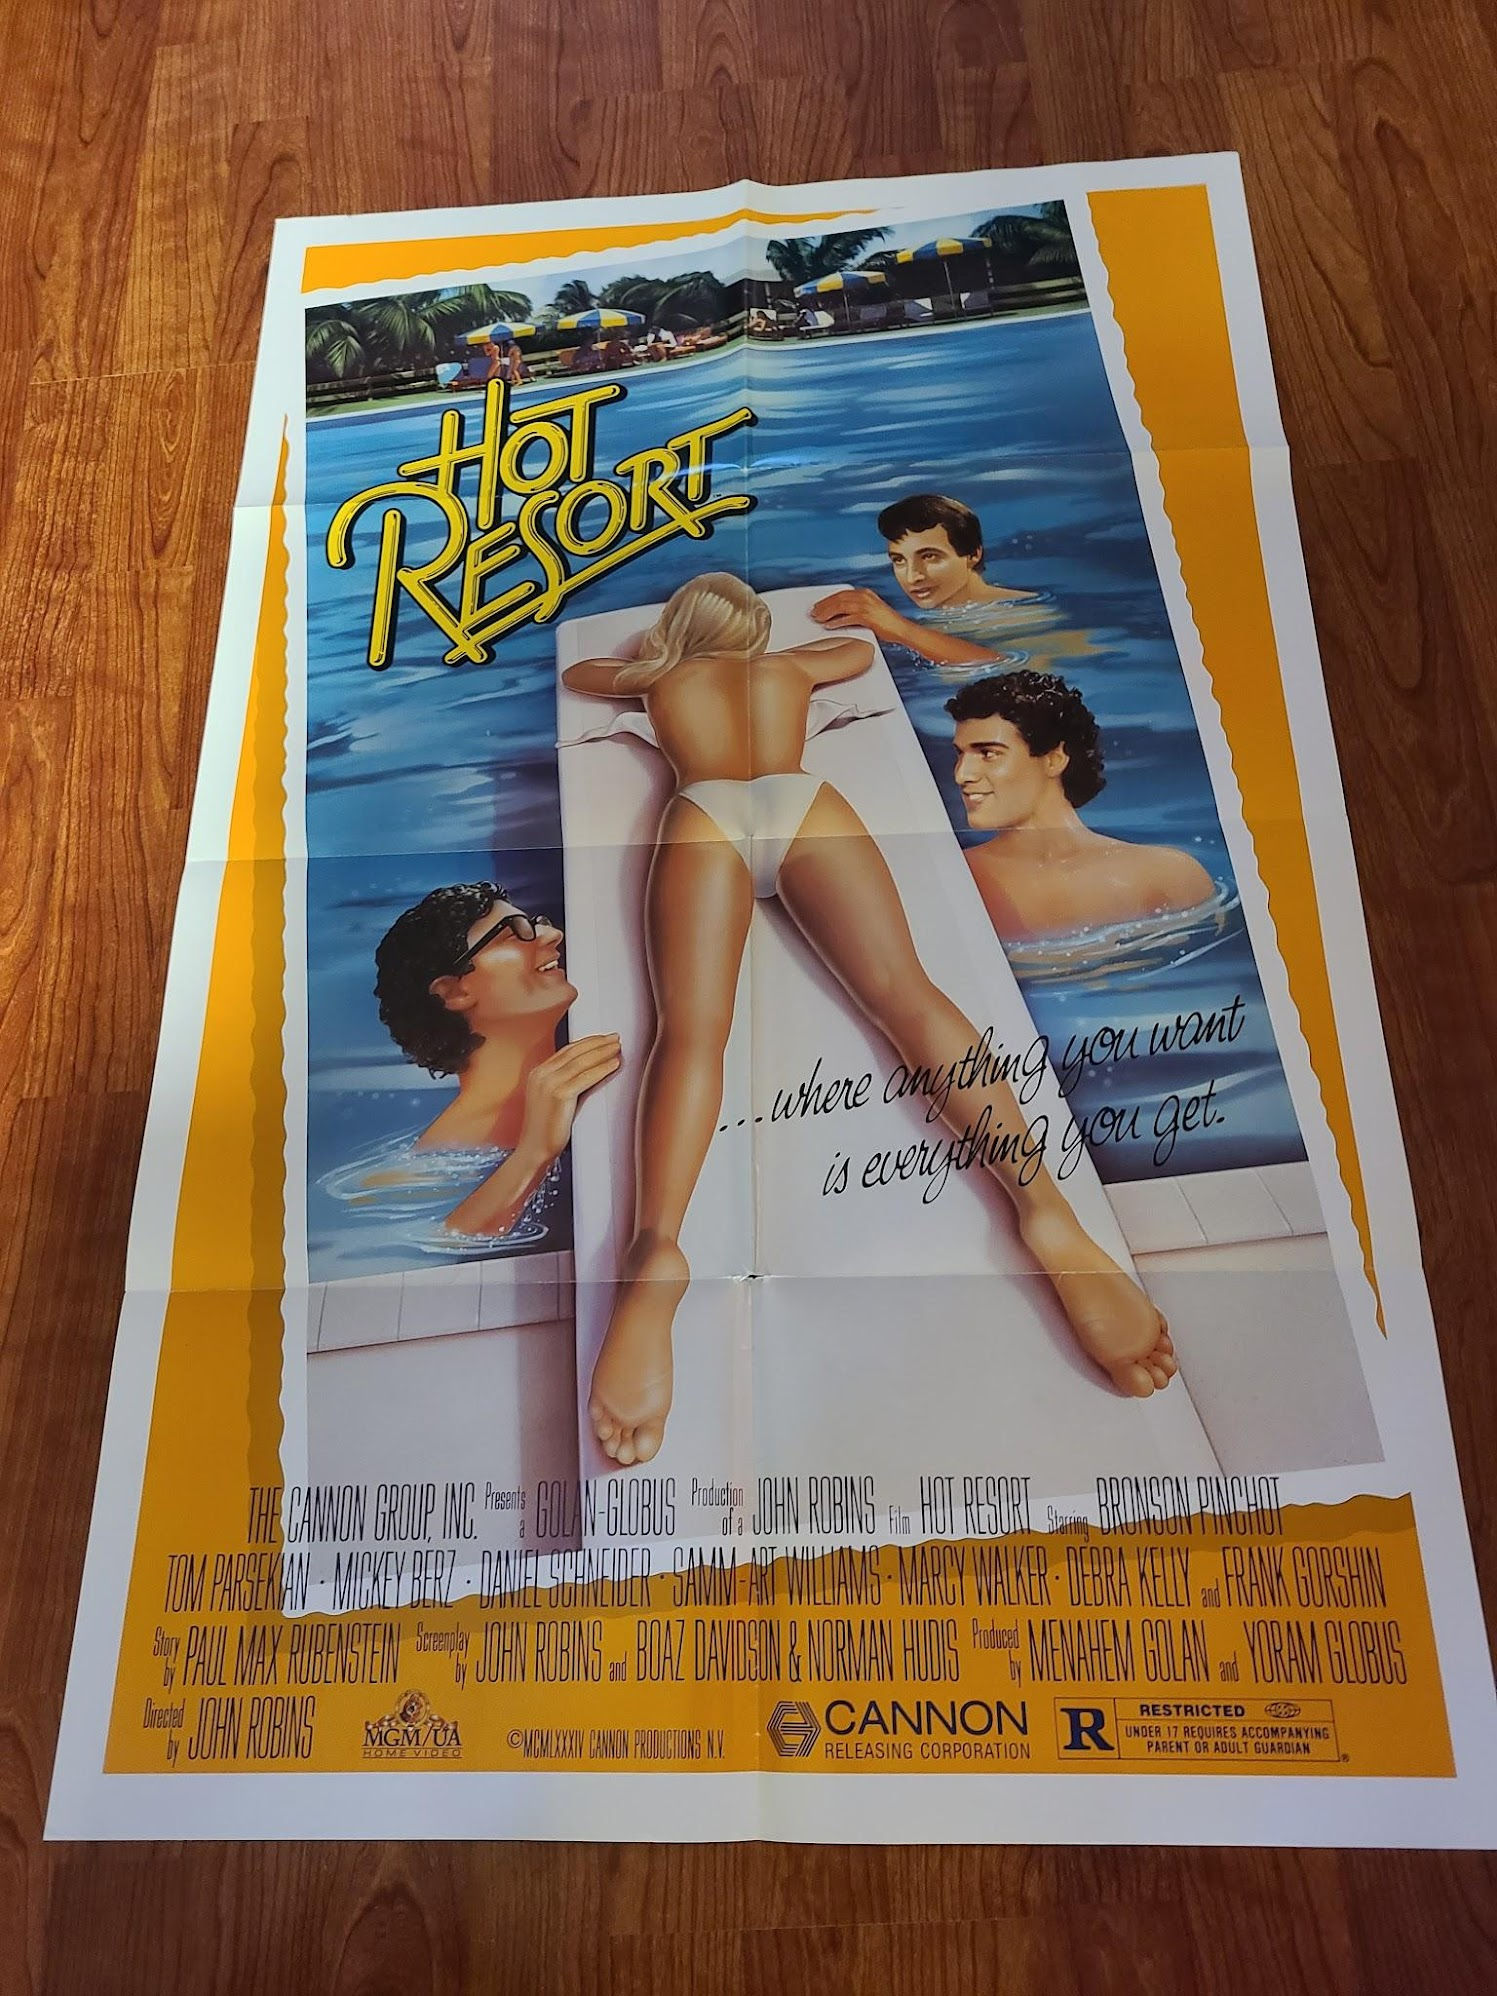 HOT
RESORT™
...where anything you want
is everything you get.
THE CANNON GROUP, INC. Presents a GOLAN-GLOBUS Production of a JOHN ROBINS Film HOT RESORT Starring BRONSON PINCHOT
TOM PARSEKIAN · MICKEY BERZ · DANIEL SCHNEIDER · SAMM-ART WILLIAMS · MARCY WALKER · DEBRA KELLY and FRANK GORSHIN
Story by PAUL MAX RUBENSTEIN Screenplay by JOHN ROBINS and BOAZ DAVIDSON & NORMAN HUDIS Produced by MENAHEM GOLAN and YORAM GLOBUS
Directed by JOHN ROBINS
MGM/UA
HOME VIDEO
©MCMLXXXIV CANNON PRODUCTIONS N.V.
CANNON
RELEASING CORPORATION
R
RESTRICTED
UNDER 17 REQUIRES ACCOMPANYING
PARENT OR ADULT GUARDIAN
®